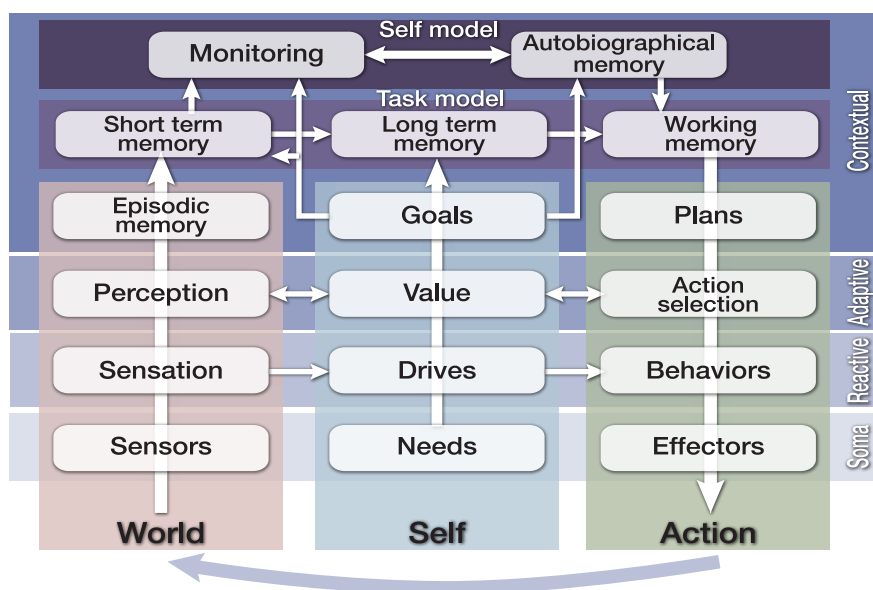 Self model
Monitoring
Autobiographical
memory
Task model
Short term
memory
Long term
memory
Working
memory
Contextual
Episodic
memory
Goals
Plans
Perception
Value
Action
selection
Adaptive
Sensation
Drives
Behaviors
Reactive
Sensors
Needs
Effectors
Soma
World
Self
Action